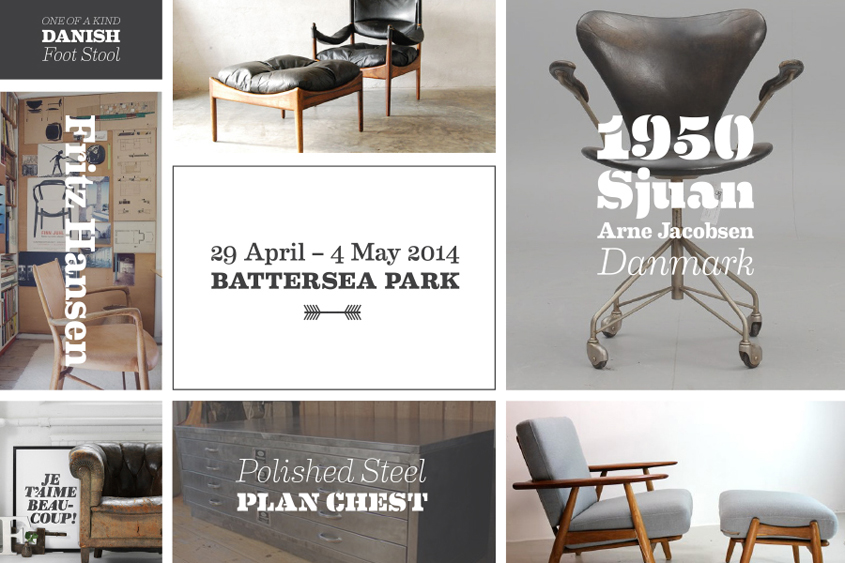 ONE OF A KIND
DANISH
Foot Stool
Fritz Hansen
29 April – 4 May 2014
BATTERSEA PARK
1950
Sjuan
Arne Jacobsen
Danmark
JE
T'AIME
BEAU-
COUP!
Polished Steel
PLAN CHEST